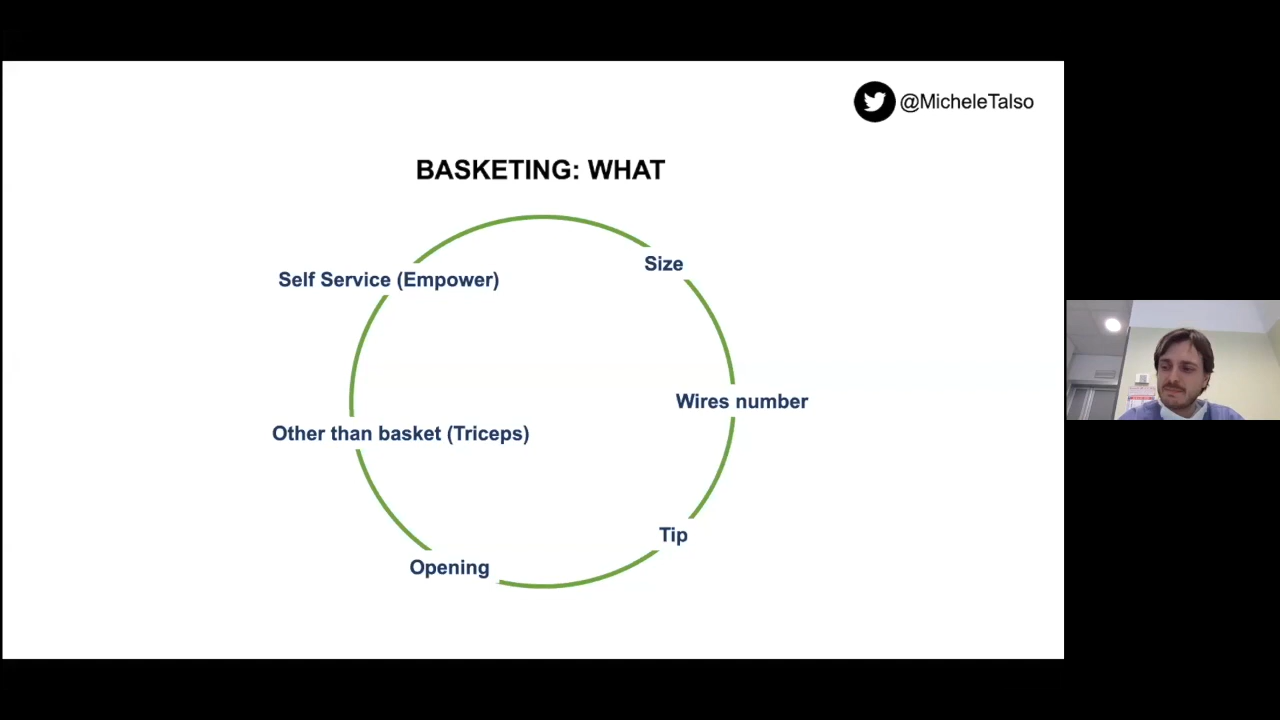 @MicheleTalso
BASKETING: WHAT
Size
Self Service (Empower)
Wires number
Other than basket (Triceps)
Tip
Opening